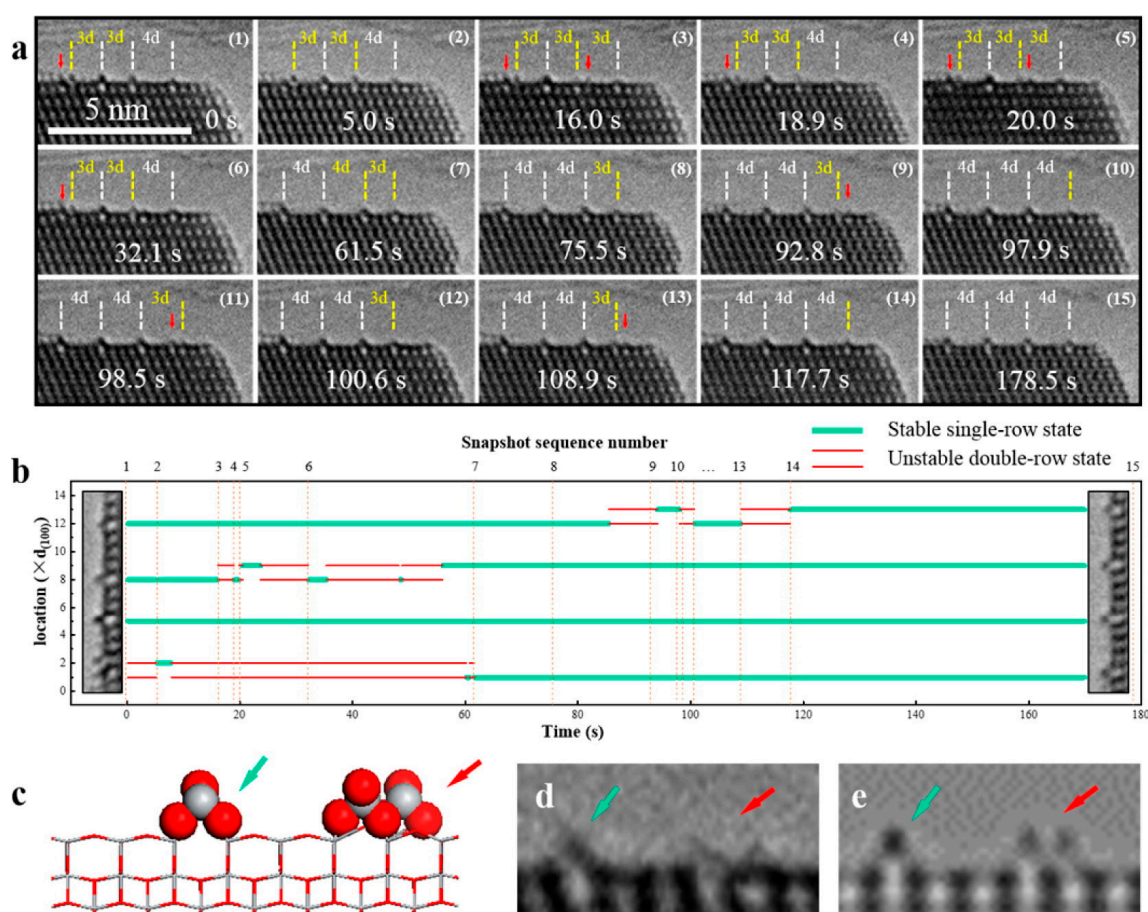 a
3d 3d 4d (1)
5 nm 0 s
3d 3d 4d (2)
5.0 s
3d 3d 3d (3)
16.0 s
3d 3d 4d (4)
18.9 s
3d 3d 3d (5)
20.0 s
3d 3d 4d (6)
32.1 s
4d 4d 3d (7)
61.5 s
4d 4d 3d (8)
75.5 s
4d 4d 3d (9)
92.8 s
4d 4d 4d (10)
97.9 s
4d 4d 3d (11)
98.5 s
4d 4d 3d (12)
100.6 s
4d 4d 3d (13)
108.9 s
4d 4d 4d (14)
117.7 s
4d 4d 4d (15)
178.5 s
b
Snapshot sequence number
Stable single-row state
Unstable double-row state
1 2 3 4 5 6 7 8 9 10 ... 13 14 15
location (×d(100))
14
12
10
8
6
4
2
0
0 20 40 60 80 100 120 140 160 180
Time (s)
c
d
e